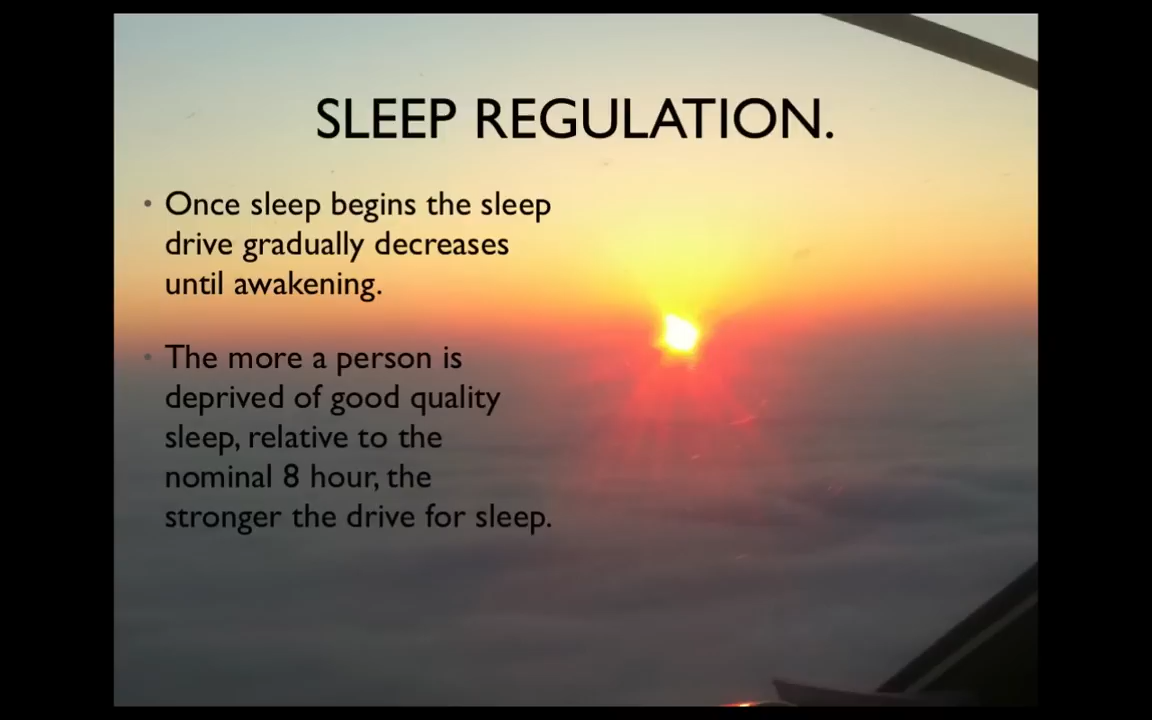 SLEEP REGULATION.
• Once sleep begins the sleep
drive gradually decreases
until awakening.
• The more a person is
deprived of good quality
sleep, relative to the
nominal 8 hour, the
stronger the drive for sleep.